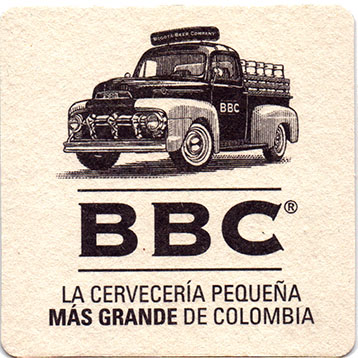 BOGOTA BEER COMPANY
BBC
BBC®
LA CERVECERÍA PEQUEÑA
MÁS GRANDE DE COLOMBIA